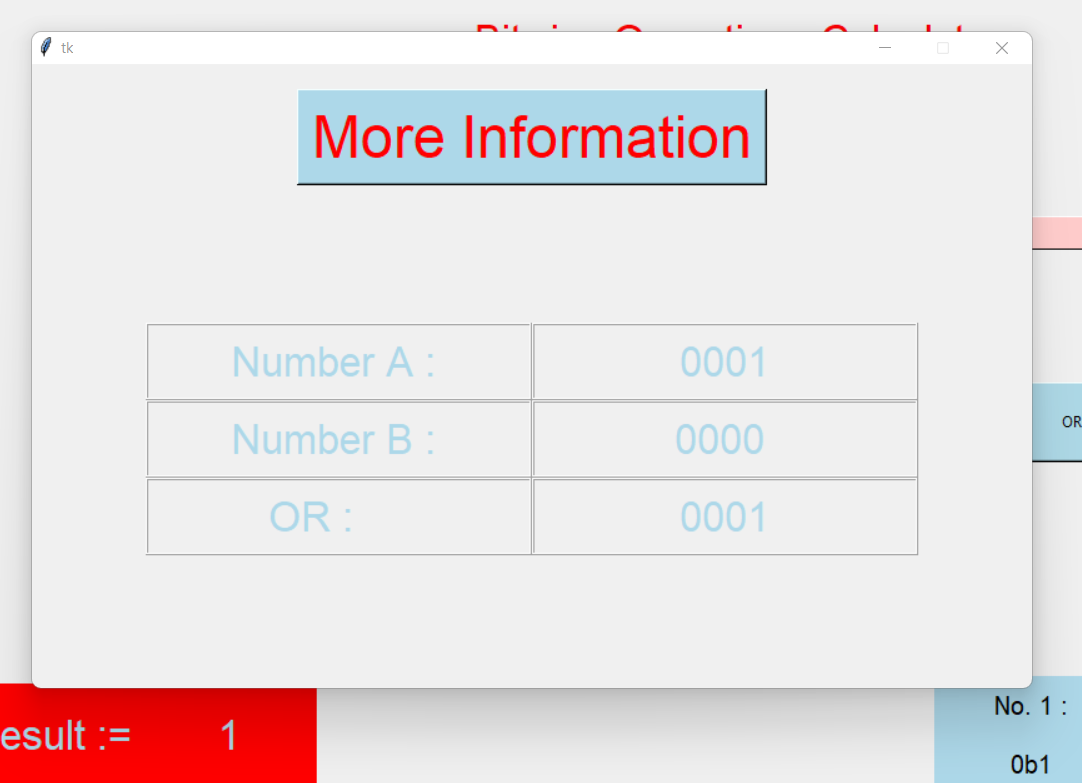 tk
More Information
Number A : 0001
Number B : 0000
OR : 0001
OR
esult := 1
No. 1 :
0b1